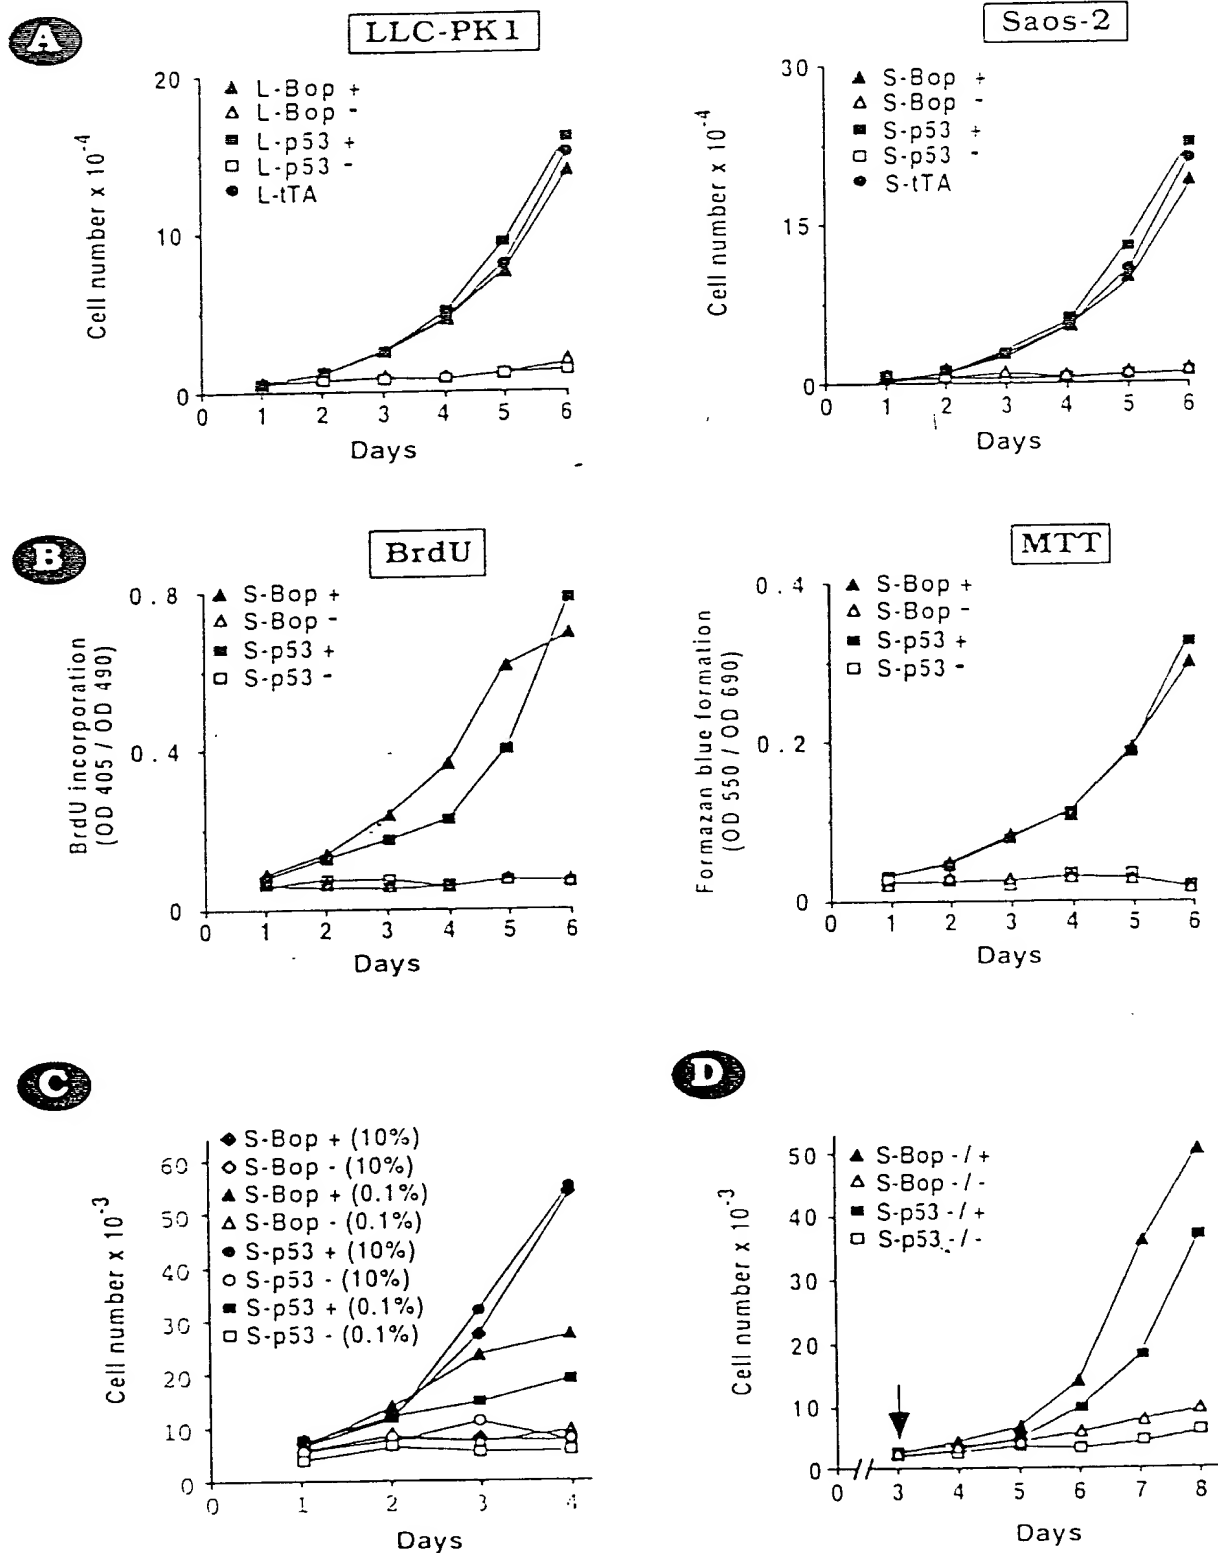 A
LLC-PK1
Cell number x 10-4
20
10
0
L-Bop +
L-Bop -
L-p53 +
L-p53 -
L-tTA
0 1 2 3 4 5 6
Days
Saos-2
Cell number x 10-4
30
15
0
S-Bop +
S-Bop -
S-p53 +
S-p53 -
S-tTA
0 1 2 3 4 5 6
Days
B
BrdU
BrdU incorporation
(OD 405 / OD 490)
0.8
0.4
0
S-Bop +
S-Bop -
S-p53 +
S-p53 -
0 1 2 3 4 5 6
Days
MTT
Formazan blue formation
(OD 550 / OD 690)
0.4
0.2
0
S-Bop +
S-Bop -
S-p53 +
S-p53 -
0 1 2 3 4 5 6
Days
C
Cell number x 10-3
60
50
40
30
20
10
0
S-Bop + (10%)
S-Bop - (10%)
S-Bop + (0.1%)
S-Bop - (0.1%)
S-p53 + (10%)
S-p53 - (10%)
S-p53 + (0.1%)
S-p53 - (0.1%)
0 1 2 3 4
Days
D
Cell number x 10-3
50
40
30
20
10
0
S-Bop -/+
S-Bop -/-
S-p53 -/+
S-p53 -/-
0 3 4 5 6 7 8
Days